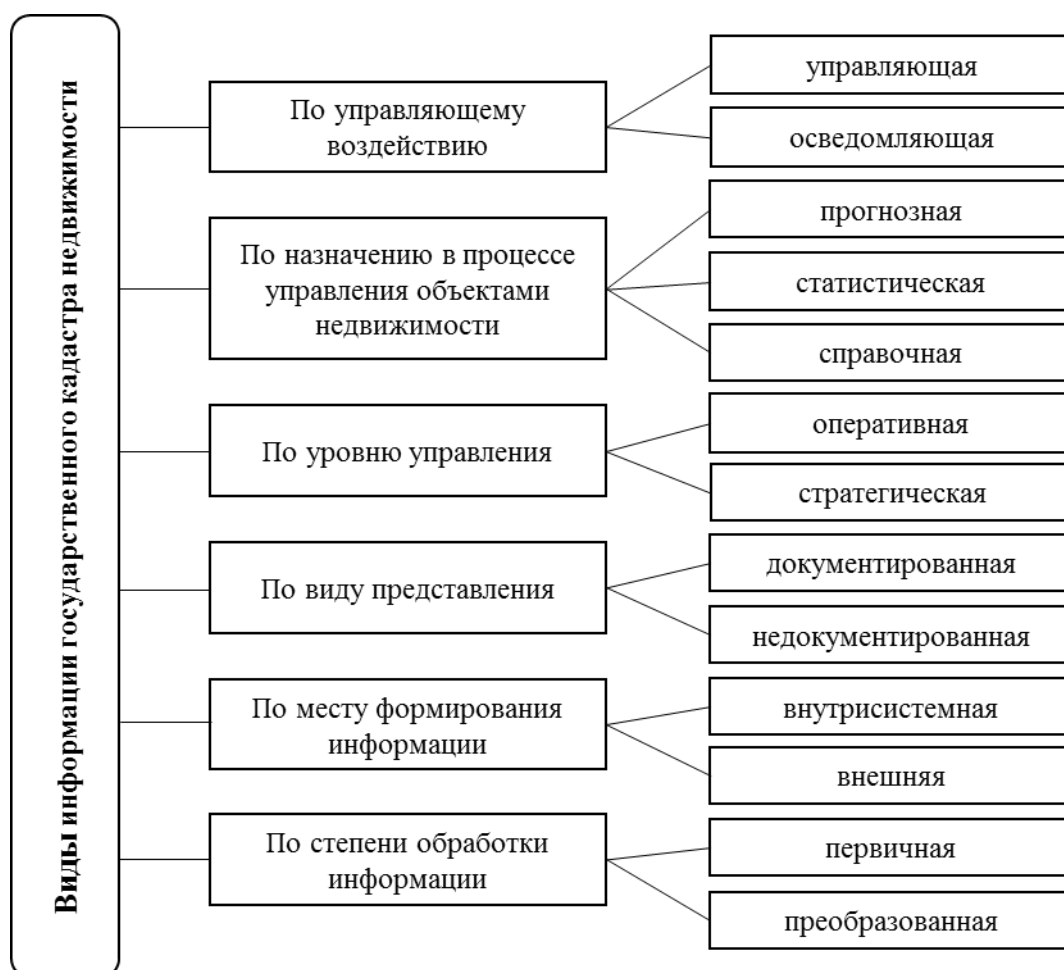 Виды информации государственного кадастра недвижимости
По управляющему
воздействию
управляющая
осведомляющая
По назначению в процессе
управления объектами
недвижимости
прогнозная
статистическая
справочная
По уровню управления
оперативная
стратегическая
По виду представления
документированная
недокументированная
По месту формирования
информации
внутрисистемная
внешняя
По степени обработки
информации
первичная
преобразованная